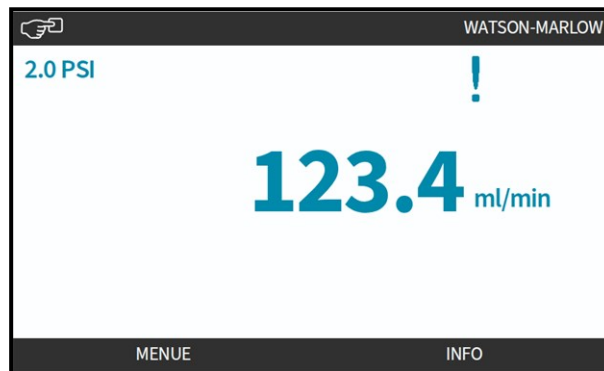 WATSON-MARLOW
2.0 PSI
!
123.4 ml/min
MENUE
INFO